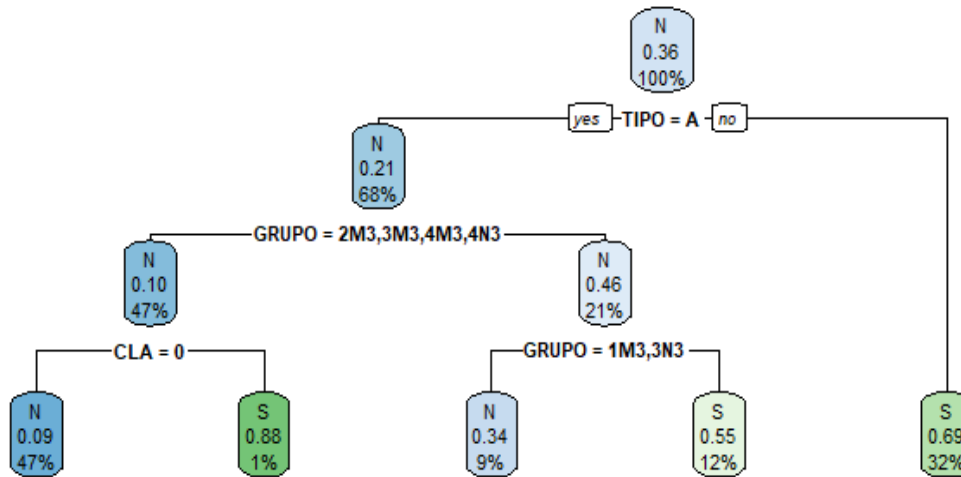 N
0.36
100%
yes TIPO = A no
N
0.21
68%
GRUPO = 2M3,3M3,4M3,4N3
N
0.10
47%
N
0.46
21%
CLA = 0
GRUPO = 1M3,3N3
N
0.09
47%
S
0.88
1%
N
0.34
9%
S
0.55
12%
S
0.69
32%